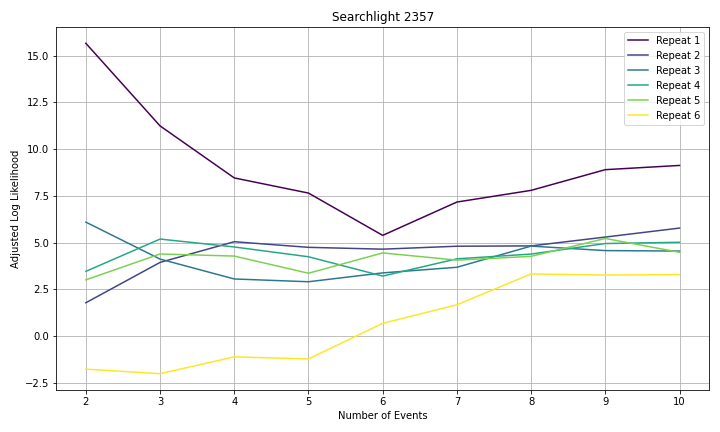 Searchlight 2357
Adjusted Log Likelihood
15.0
12.5
10.0
7.5
5.0
2.5
0.0
−2.5
Repeat 1
Repeat 2
Repeat 3
Repeat 4
Repeat 5
Repeat 6
2 3 4 5 6 7 8 9 10
Number of Events